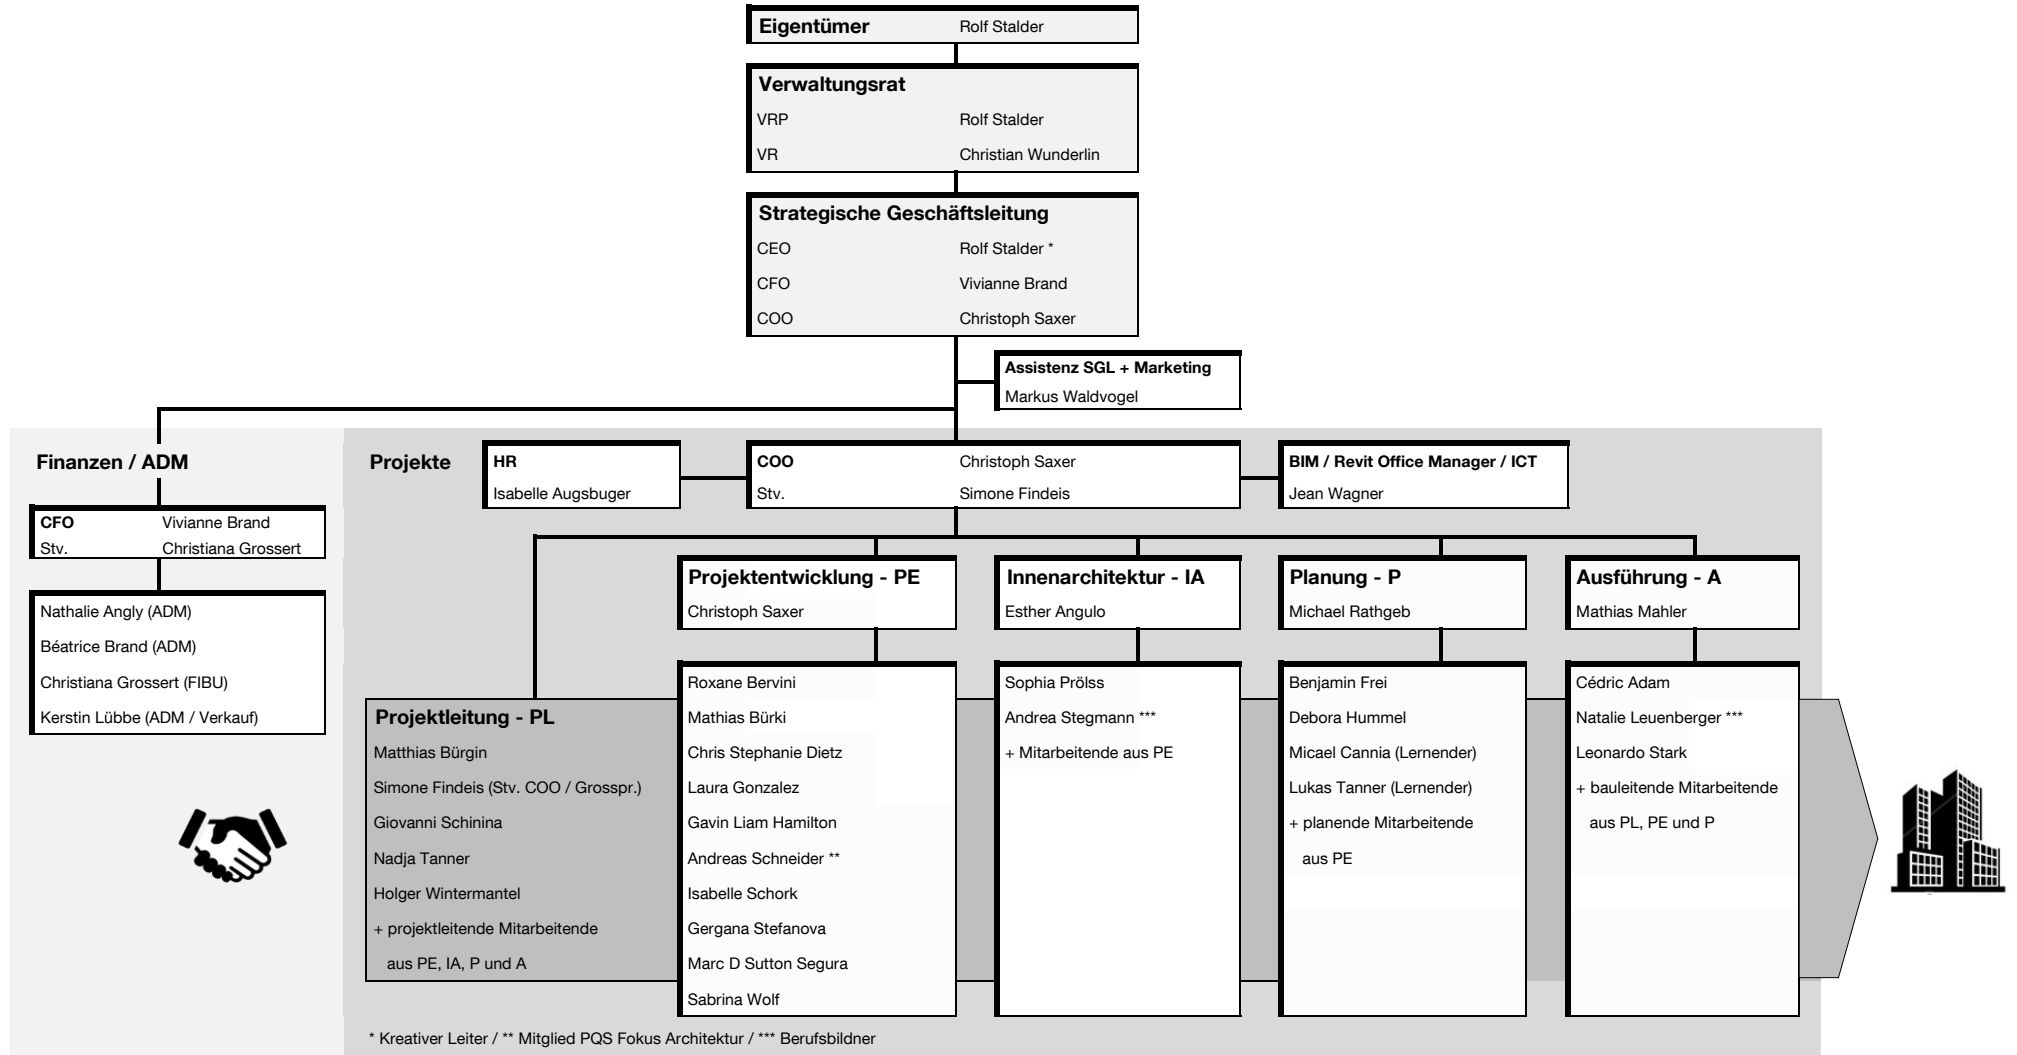 Eigentümer Rolf Stalder
Verwaltungsrat
VRP Rolf Stalder
VR Christian Wunderlin
Strategische Geschäftsleitung
CEO Rolf Stalder *
CFO Vivianne Brand
COO Christoph Saxer
Assistenz SGL + Marketing
Markus Waldvogel
Finanzen / ADM
CFO Vivianne Brand
Stv. Christiana Grossert
Nathalie Angly (ADM)
Béatrice Brand (ADM)
Christiana Grossert (FIBU)
Kerstin Lübbe (ADM / Verkauf)
Projekte
HR
Isabelle Augsbuger
COO Christoph Saxer
Stv. Simone Findeis
BIM / Revit Office Manager / ICT
Jean Wagner
Projektleitung - PL
Matthias Bürgin
Simone Findeis (Stv. COO / Grosspr.)
Giovanni Schinina
Nadja Tanner
Holger Wintermantel
+ projektleitende Mitarbeitende
aus PE, IA, P und A
Projektentwicklung - PE
Christoph Saxer
Roxane Bervini
Mathias Bürki
Chris Stephanie Dietz
Laura Gonzalez
Gavin Liam Hamilton
Andreas Schneider **
Isabelle Schork
Gergana Stefanova
Marc D Sutton Segura
Sabrina Wolf
Innenarchitektur - IA
Esther Angulo
Sophia Prölss
Andrea Stegmann ***
+ Mitarbeitende aus PE
Planung - P
Michael Rathgeb
Benjamin Frei
Debora Hummel
Micael Cannia (Lernender)
Lukas Tanner (Lernender)
+ planende Mitarbeitende
aus PE
Ausführung - A
Mathias Mahler
Cédric Adam
Natalie Leuenberger ***
Leonardo Stark
+ bauleitende Mitarbeitende
aus PL, PE und P
* Kreativer Leiter / ** Mitglied PQS Fokus Architektur / *** Berufsbildner